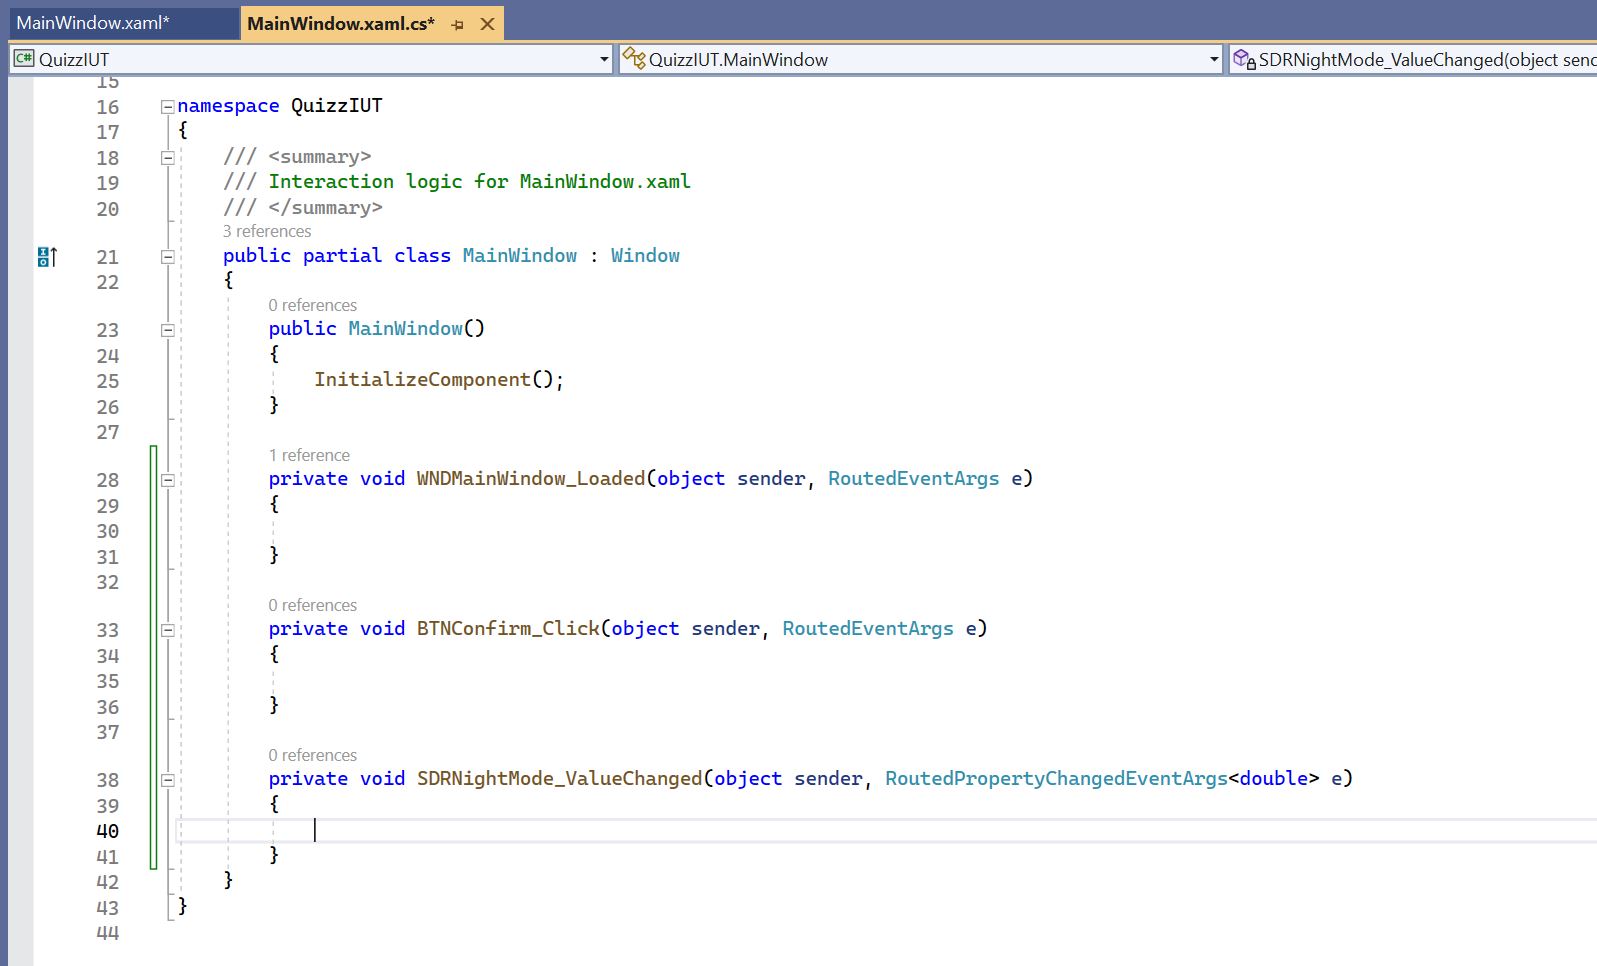 MainWindow.xaml*
MainWindow.xaml.cs*
C# QuizzIUT
QuizzIUT.MainWindow
SDRNightMode_ValueChanged(object senc
15
16 namespace QuizzIUT
17 {
18 /// <summary>
19 /// Interaction logic for MainWindow.xaml
20 /// </summary>
3 references
21 public partial class MainWindow : Window
22 {
0 references
23 public MainWindow()
24 {
25 InitializeComponent();
26 }
27
1 reference
28 private void WNDMainWindow_Loaded(object sender, RoutedEventArgs e)
29 {
30
31 }
32
0 references
33 private void BTNConfirm_Click(object sender, RoutedEventArgs e)
34 {
35
36 }
37
0 references
38 private void SDRNightMode_ValueChanged(object sender, RoutedPropertyChangedEventArgs<double> e)
39 {
40
41 }
42 }
43 }
44